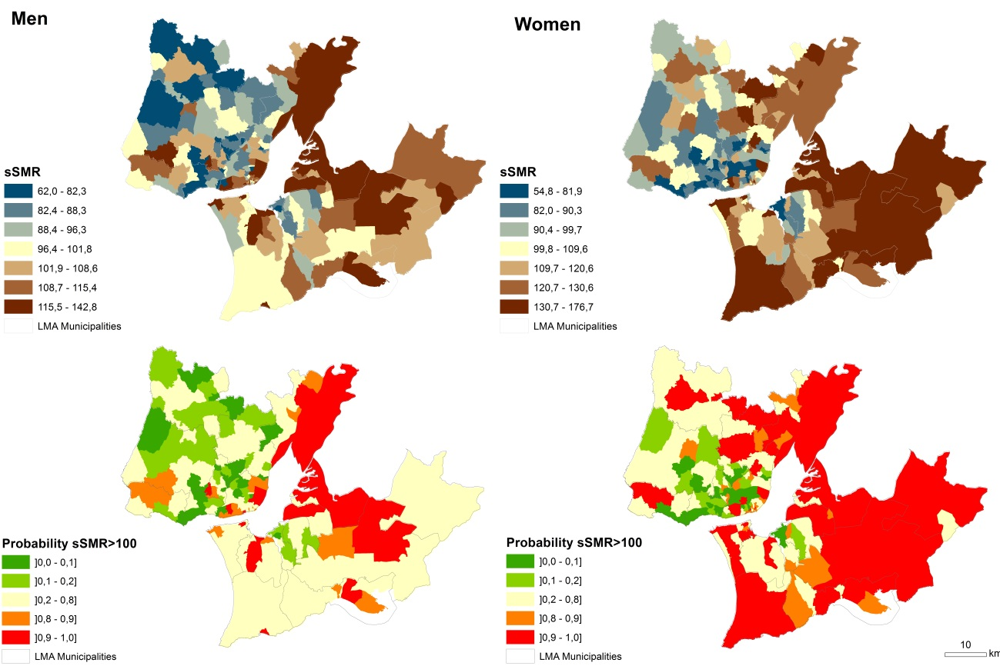 Men
sSMR
62,0 - 82,3
82,4 - 88,3
88,4 - 96,3
96,4 - 101,8
101,9 - 108,6
108,7 - 115,4
115,5 - 142,8
LMA Municipalities
Women
sSMR
54,8 - 81,9
82,0 - 90,3
90,4 - 99,7
99,8 - 109,6
109,7 - 120,6
120,7 - 130,6
130,7 - 176,7
LMA Municipalities
Probability sSMR>100
]0,0 - 0,1]
]0,1 - 0,2]
]0,2 - 0,8]
]0,8 - 0,9]
]0,9 - 1,0]
LMA Municipalities
Probability sSMR>100
]0,0 - 0,1]
]0,1 - 0,2]
]0,2 - 0,8]
]0,8 - 0,9]
]0,9 - 1,0]
LMA Municipalities
10
km